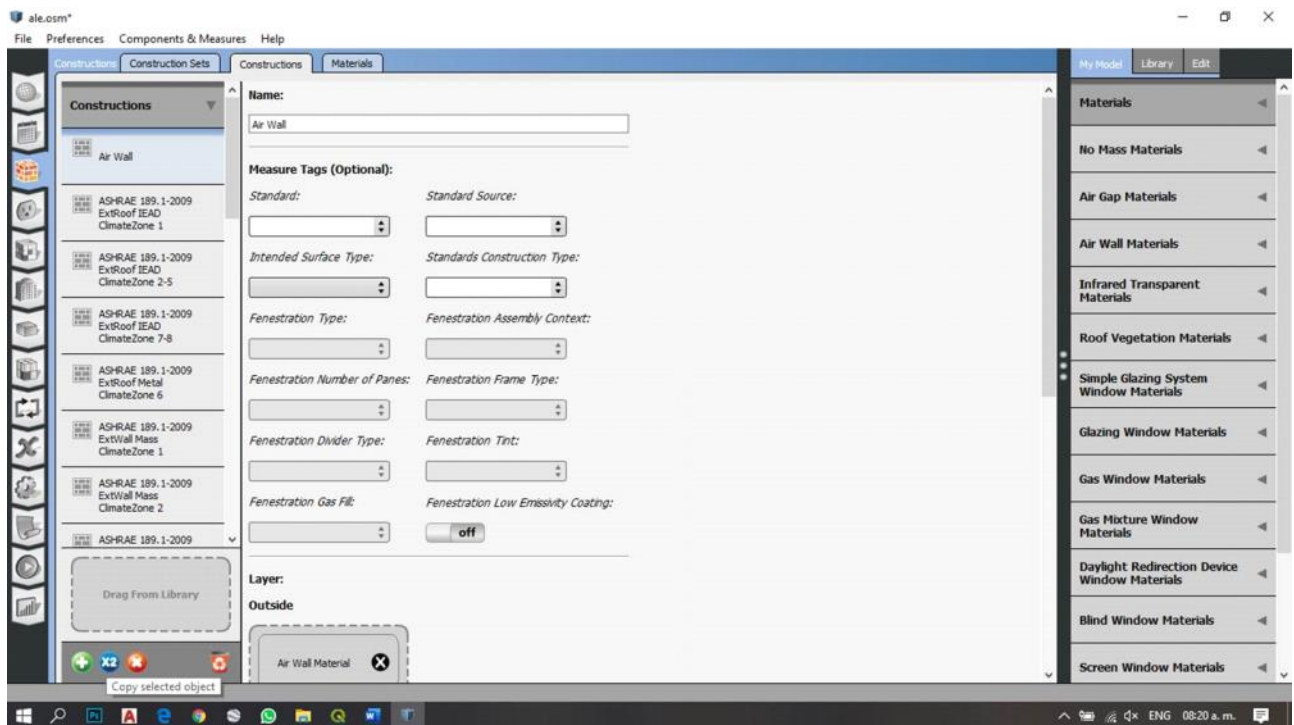 ale.osm*
File Preferences Components & Measures Help
Constructions Construction Sets Constructions Materials
My Model Library Edit
Constructions
Air Wall
ASHRAE 189.1-2009
ExtRoof IEAD
ClimateZone 1
ASHRAE 189.1-2009
ExtRoof IEAD
ClimateZone 2-5
ASHRAE 189.1-2009
ExtRoof IEAD
ClimateZone 7-8
ASHRAE 189.1-2009
ExtRoof Metal
ClimateZone 6
ASHRAE 189.1-2009
ExtWall Mass
ClimateZone 1
ASHRAE 189.1-2009
ExtWall Mass
ClimateZone 2
ASHRAE 189.1-2009
Drag From Library
X2
Copy selected object
Name:
Air Wall
Measure Tags (Optional):
Standard: Standard Source:
Intended Surface Type: Standards Construction Type:
Fenestration Type: Fenestration Assembly Context:
Fenestration Number of Panes: Fenestration Frame Type:
Fenestration Divider Type: Fenestration Tint:
Fenestration Gas Fill: Fenestration Low Emissivity Coating:
off
Layer:
Outside
Air Wall Material
Materials
No Mass Materials
Air Gap Materials
Air Wall Materials
Infrared Transparent
Materials
Roof Vegetation Materials
Simple Glazing System
Window Materials
Glazing Window Materials
Gas Window Materials
Gas Mixture Window
Materials
Daylight Redirection Device
Window Materials
Blind Window Materials
Screen Window Materials
ENG 08:20 a. m.